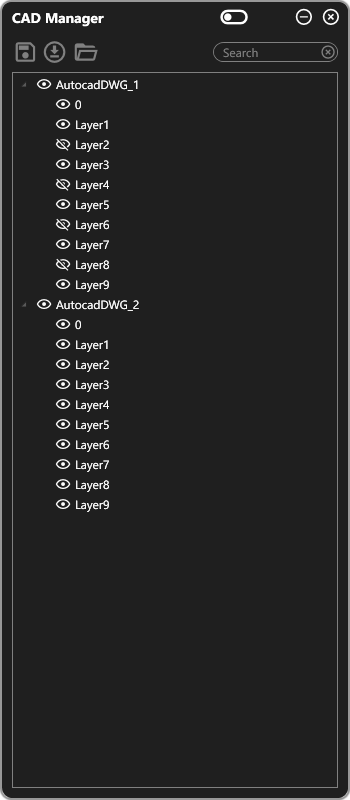 CAD Manager
Search
AutocadDWG_1
0
Layer1
Layer2
Layer3
Layer4
Layer5
Layer6
Layer7
Layer8
Layer9
AutocadDWG_2
0
Layer1
Layer2
Layer3
Layer4
Layer5
Layer6
Layer7
Layer8
Layer9